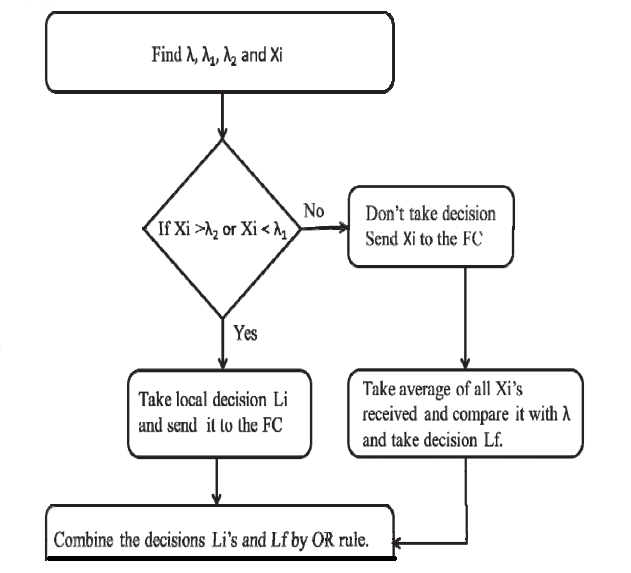 Find λ, λ₁, λ₂ and Xi
If Xi >λ₂ or Xi < λ₁
No
Don't take decision
Send Xi to the FC
Yes
Take local decision Li
and send it to the FC
Take average of all Xi's
received and compare it with λ
and take decision Lf.
Combine the decisions Li's and Lf by OR rule.